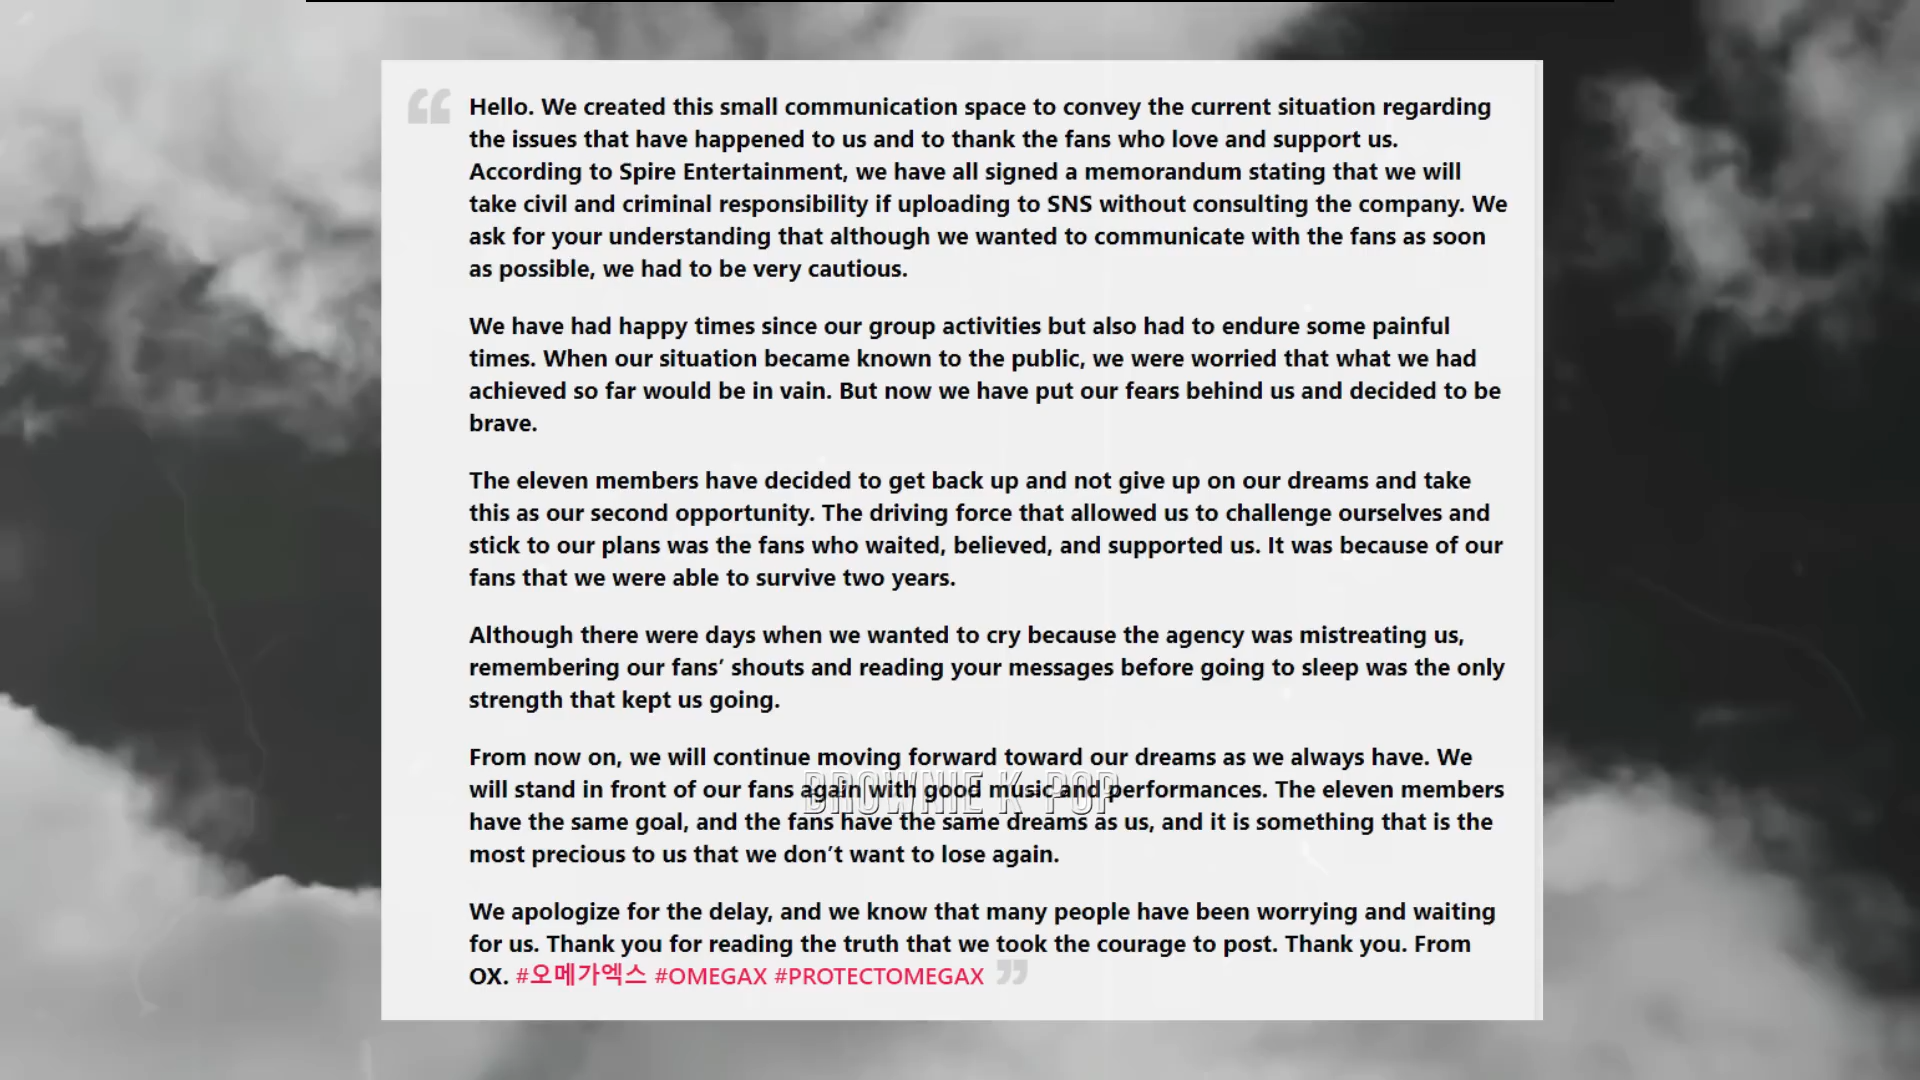 Hello. We created this small communication space to convey the current situation regarding
the issues that have happened to us and to thank the fans who love and support us.
According to Spire Entertainment, we have all signed a memorandum stating that we will
take civil and criminal responsibility if uploading to SNS without consulting the company. We
ask for your understanding that although we wanted to communicate with the fans as soon
as possible, we had to be very cautious.
We have had happy times since our group activities but also had to endure some painful
times. When our situation became known to the public, we were worried that what we had
achieved so far would be in vain. But now we have put our fears behind us and decided to be
brave.
The eleven members have decided to get back up and not give up on our dreams and take
this as our second opportunity. The driving force that allowed us to challenge ourselves and
stick to our plans was the fans who waited, believed, and supported us. It was because of our
fans that we were able to survive two years.
Although there were days when we wanted to cry because the agency was mistreating us,
remembering our fans’ shouts and reading your messages before going to sleep was the only
strength that kept us going.
From now on, we will continue moving forward toward our dreams as we always have. We
will stand in front of our fans again with good music and performances. The eleven members
have the same goal, and the fans have the same dreams as us, and it is something that is the
most precious to us that we don’t want to lose again.
We apologize for the delay, and we know that many people have been worrying and waiting
for us. Thank you for reading the truth that we took the courage to post. Thank you. From
OX. #오메가엑스 #OMEGAX #PROTECTOMEGAX
BROWNIE K-POP